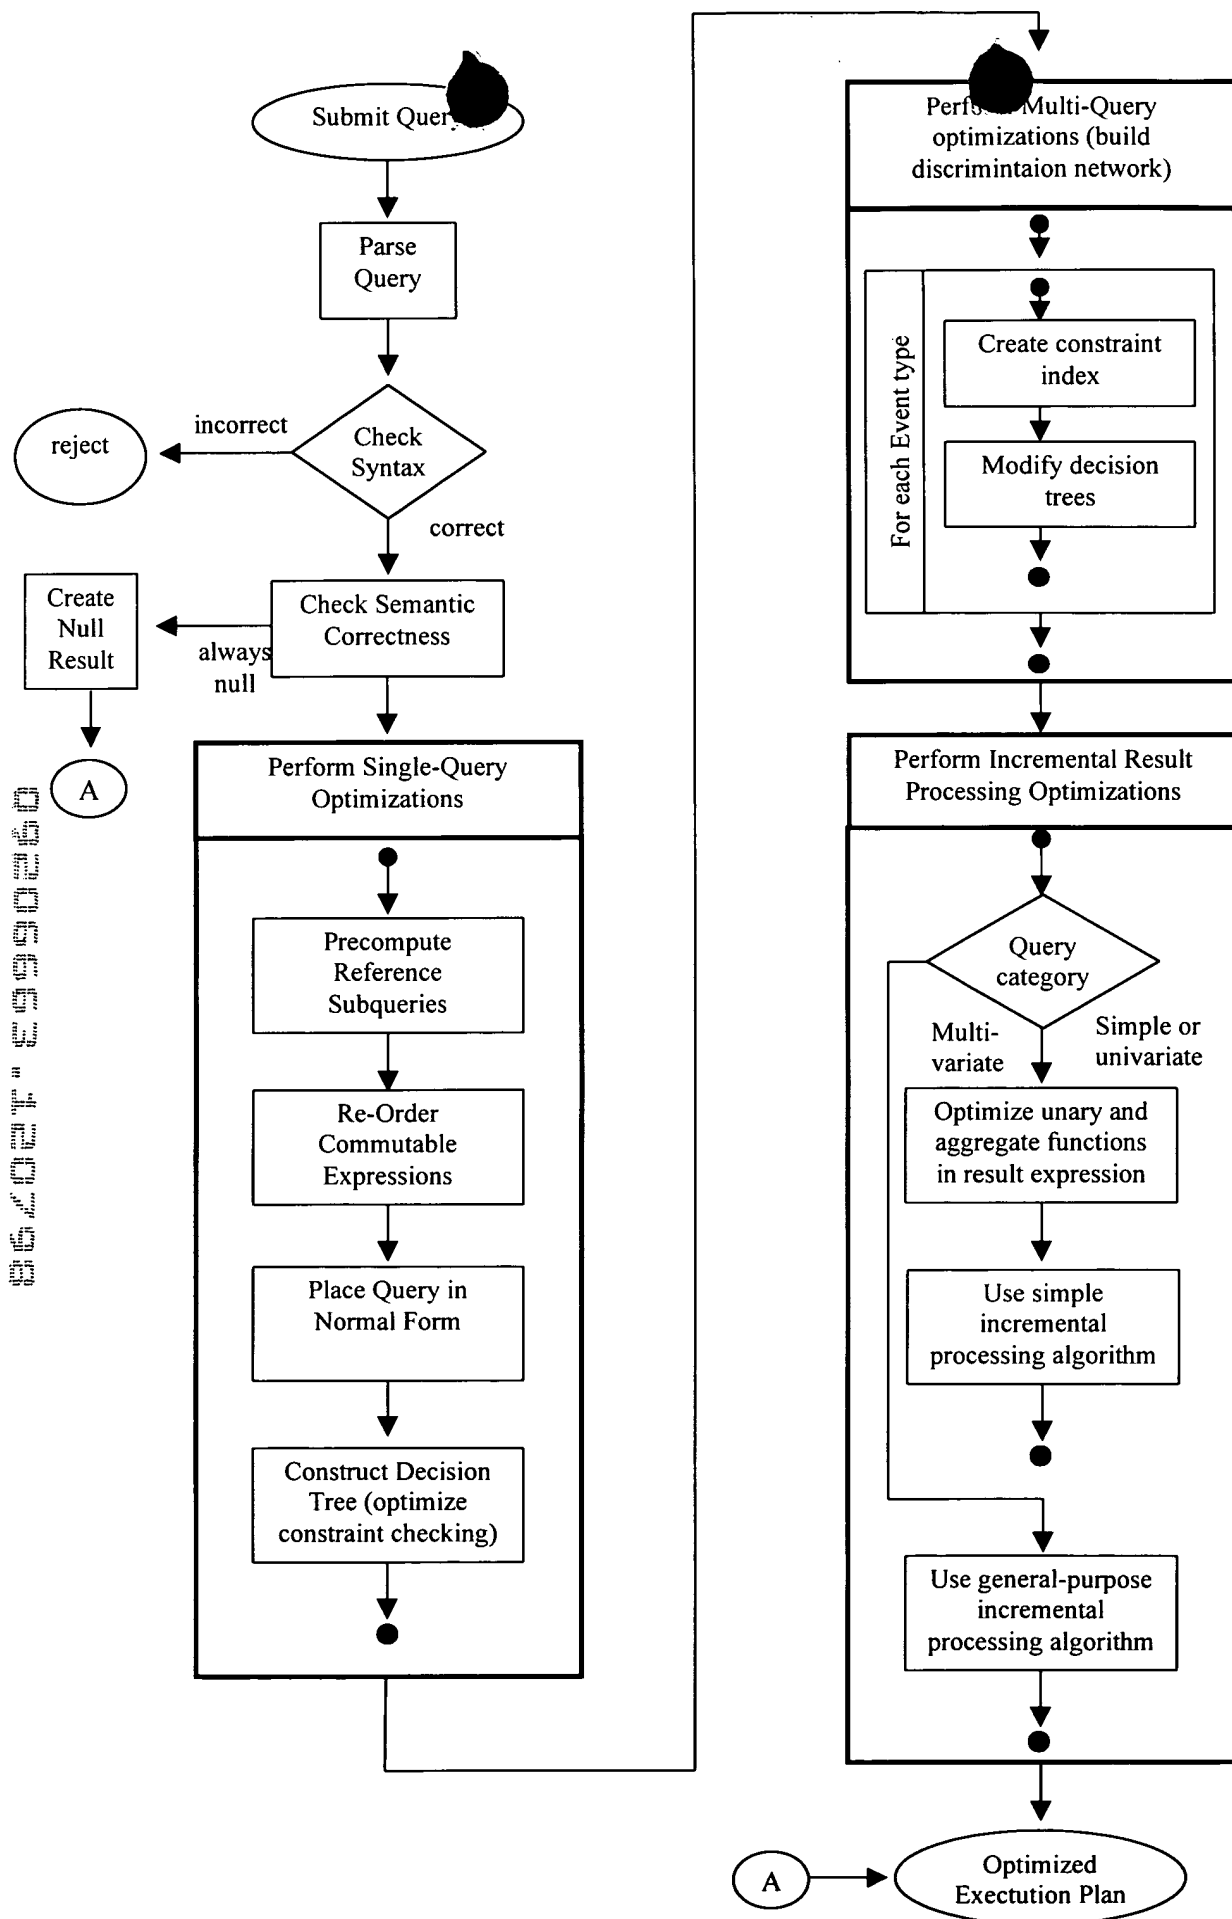 Submit Query
Parse
Query
Check
Syntax
incorrect
reject
correct
Check Semantic
Correctness
always
null
Create
Null
Result
A
Perform Single-Query
Optimizations
Precompute
Reference
Subqueries
Re-Order
Commutable
Expressions
Place Query in
Normal Form
Construct Decision
Tree (optimize
constraint checking)
Perform Multi-Query
optimizations (build
discrimintaion network)
For each Event type
Create constraint
index
Modify decision
trees
Perform Incremental Result
Processing Optimizations
Query
category
Multi-
variate
Simple or
univariate
Optimize unary and
aggregate functions
in result expression
Use simple
incremental
processing algorithm
Use general-purpose
incremental
processing algorithm
A
Optimized
Exectution Plan